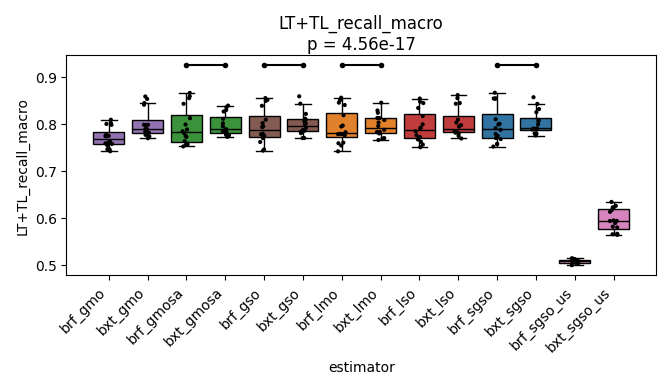 LT+TL_recall_macro
p = 4.56e-17
LT+TL_recall_macro
0.9
0.8
0.7
0.6
0.5
brf_gmo
bxt_gmo
brf_gmosa
bxt_gmosa
brf_gso
bxt_gso
brf_lmo
bxt_lmo
brf_lso
bxt_lso
brf_sgso
bxt_sgso
brf_sgso_us
bxt_sgso_us
estimator